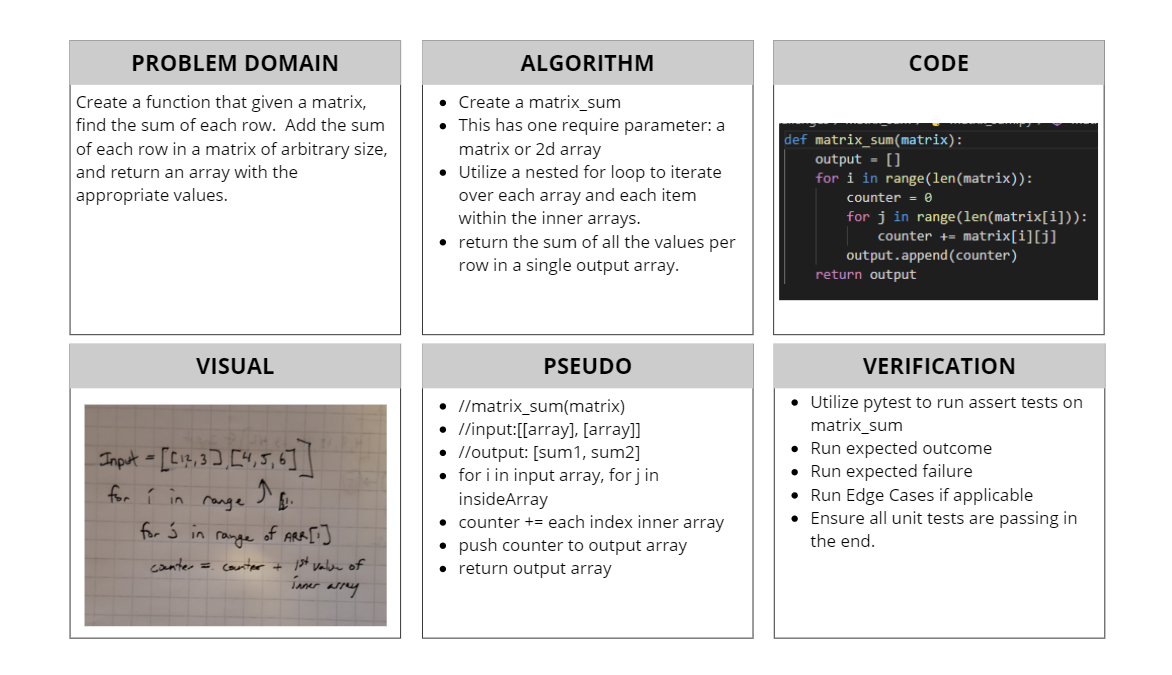 PROBLEM DOMAIN
Create a function that given a matrix,
find the sum of each row. Add the sum
of each row in a matrix of arbitrary size,
and return an array with the
appropriate values.
ALGORITHM
• Create a matrix_sum
• This has one require parameter: a
matrix or 2d array
• Utilize a nested for loop to iterate
over each array and each item
within the inner arrays.
• return the sum of all the values per
row in a single output array.
CODE
def matrix_sum(matrix):
output = []
for i in range(len(matrix)):
counter = 0
for j in range(len(matrix[i])):
counter += matrix[i][j]
output.append(counter)
return output
VISUAL
Input = [[1,2,3],[4,5,6]]
for i in range
for j in range of ARR[i]
counter = counter + 1st value of
inner array
PSEUDO
• //matrix_sum(matrix)
• //input:[[array], [array]]
• //output: [sum1, sum2]
• for i in input array, for j in
insideArray
• counter += each index inner array
• push counter to output array
• return output array
VERIFICATION
• Utilize pytest to run assert tests on
matrix_sum
• Run expected outcome
• Run expected failure
• Run Edge Cases if applicable
• Ensure all unit tests are passing in
the end.